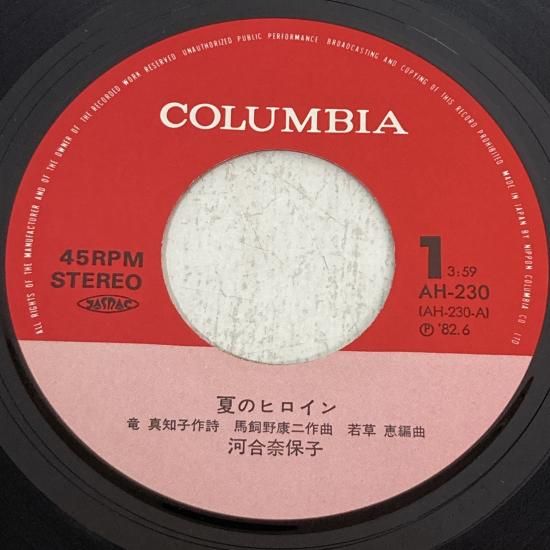 ALL RIGHTS OF THE MANUFACTURER AND OF THE OWNER OF THE RECORDED WORK RESERVED UNAUTHORIZED PUBLIC PERFORMANCE BROADCASTING AND COPYING OF THIS RECORD PROHIBITED MADE IN JAPAN BY NIPPON COLUMBIA CO LTD
COLUMBIA
45RPM
STEREO
JASRAC
1 3:59
AH-230
(AH-230-A)
Ⓟ '82.6
夏のヒロイン
竜 真知子作詩 馬飼野康二作曲 若草 恵編曲
河合奈保子